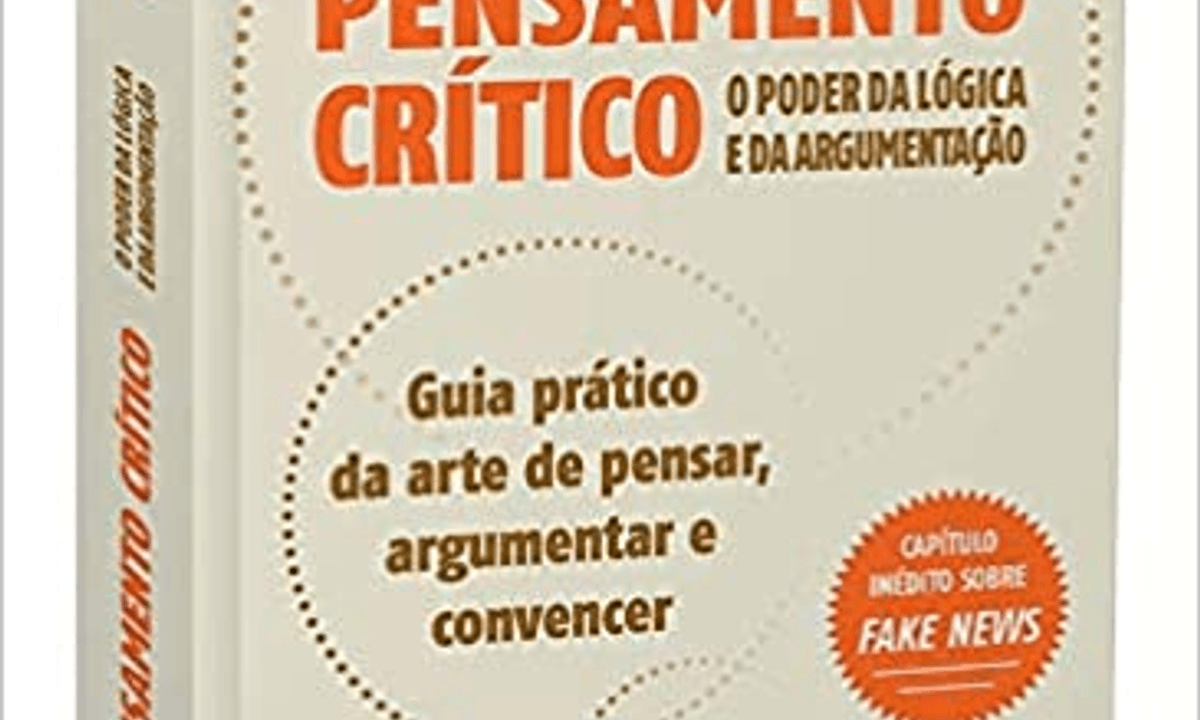 PENSAMENTO
CRÍTICO
O PODER DA LÓGICA
E DA ARGUMENTAÇÃO
Guia prático
da arte de pensar,
argumentar e
convencer
CAPÍTULO
INÉDITO SOBRE
FAKE NEWS
O PODER DA LÓGICA
E DA ARGUMENTAÇÃO
PENSAMENTO CRÍTICO